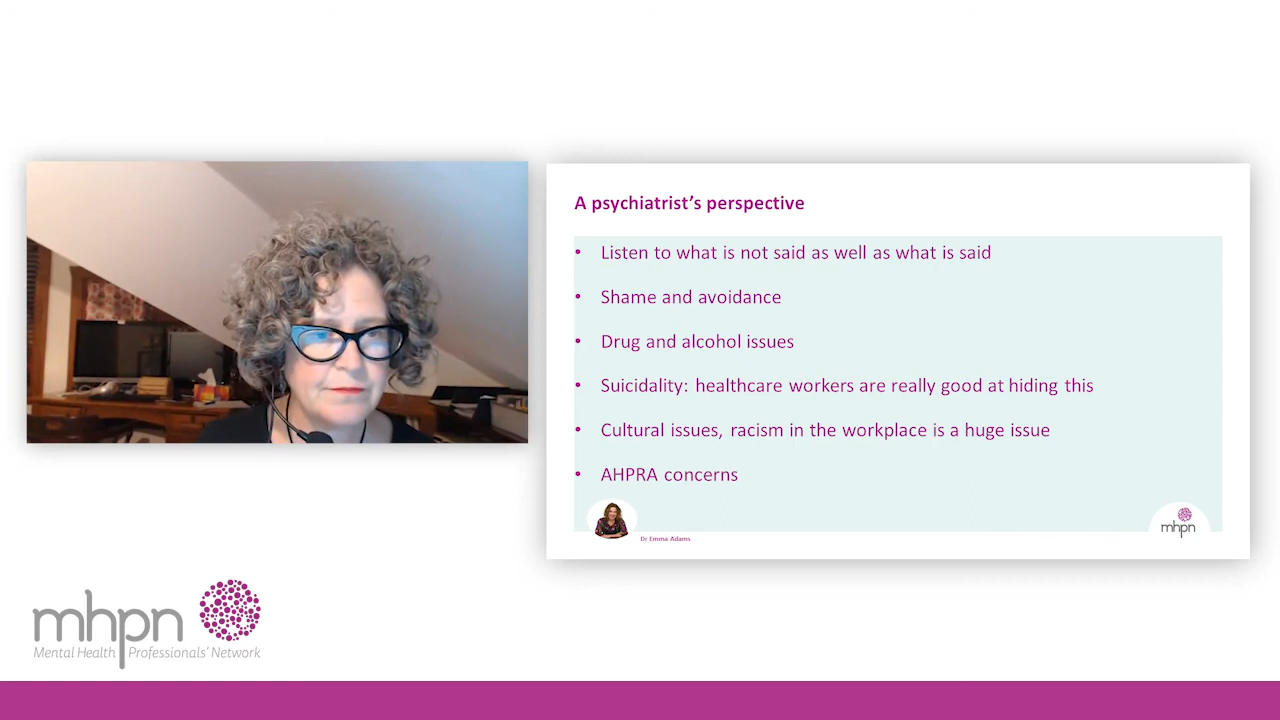 A psychiatrist's perspective
• Listen to what is not said as well as what is said
• Shame and avoidance
• Drug and alcohol issues
• Suicidality: healthcare workers are really good at hiding this
• Cultural issues, racism in the workplace is a huge issue
• AHPRA concerns
Dr Emma Adams
mhpn
mhpn
Mental Health Professionals' Network